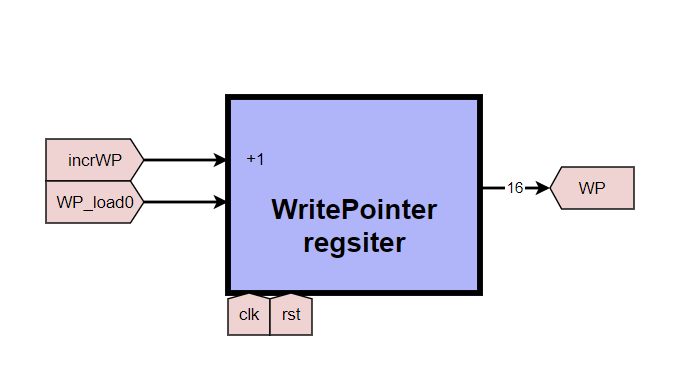 incrWP
+1
WP_load0
WritePointer
regsiter
16
WP
clk
rst